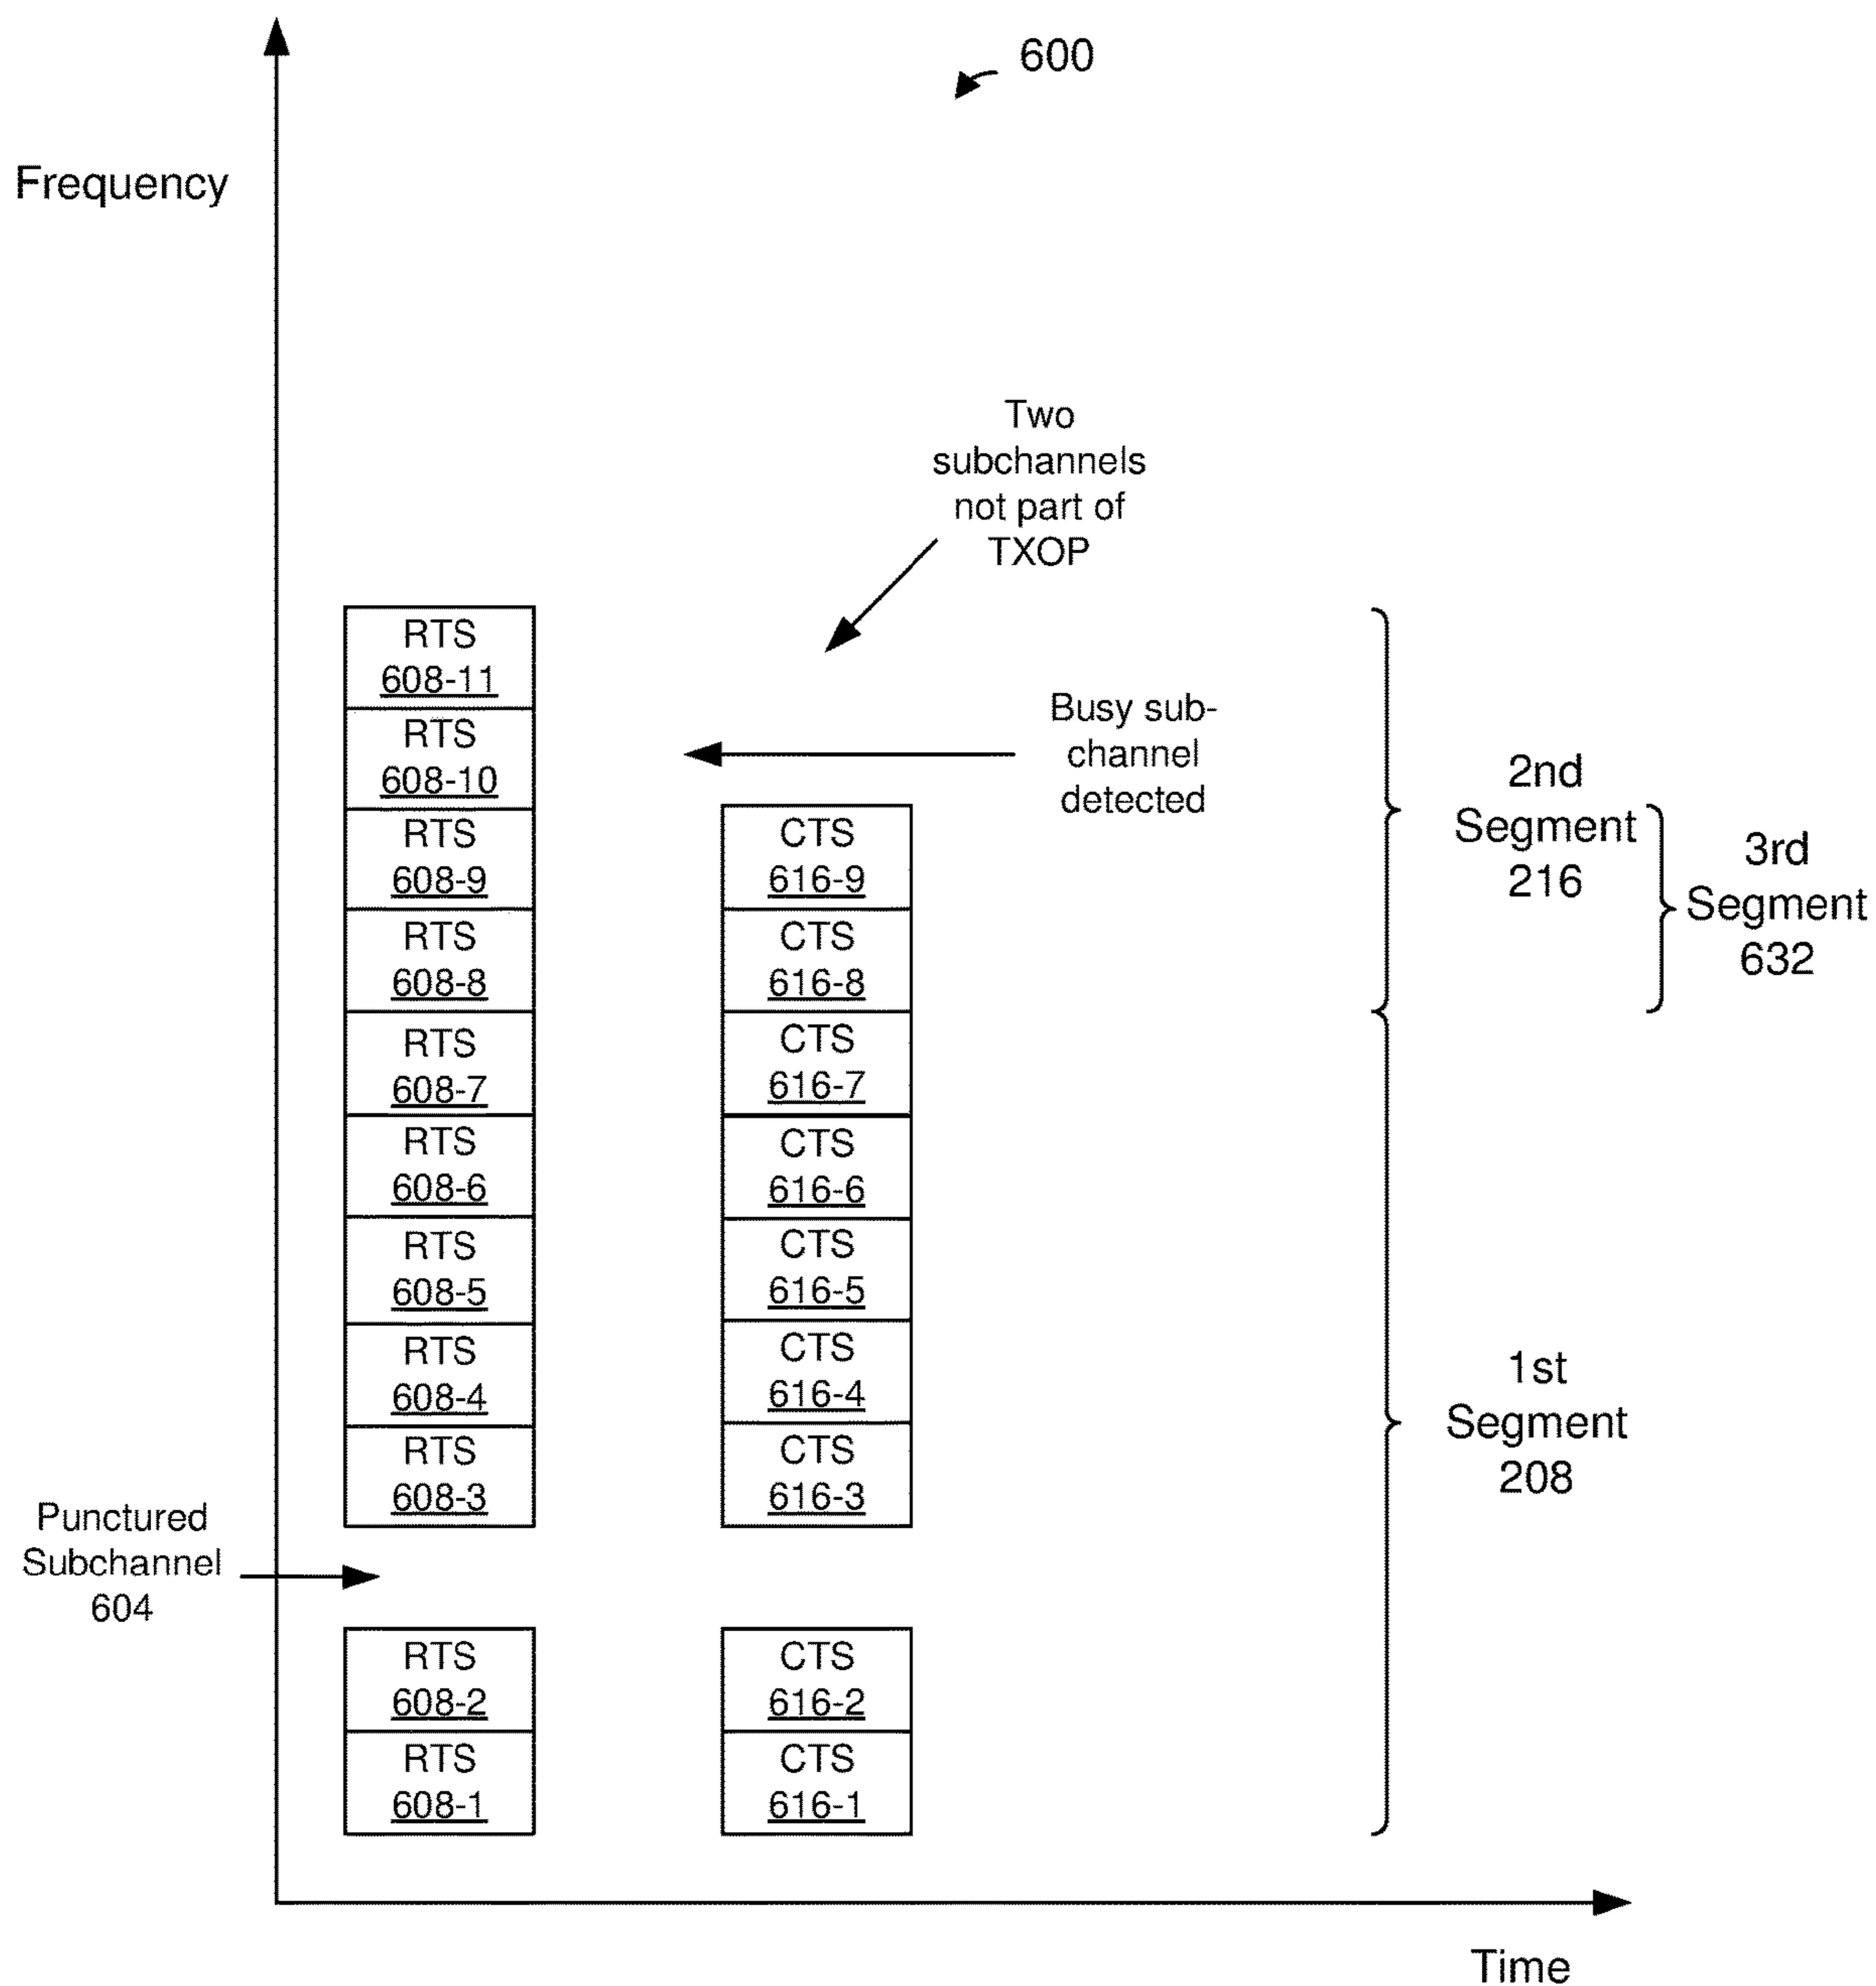 600
Frequency
Two
subchannels
not part of
TXOP
RTS
608-11
RTS
608-10
RTS
608-9
RTS
608-8
RTS
608-7
RTS
608-6
RTS
608-5
RTS
608-4
RTS
608-3
RTS
608-2
RTS
608-1
Busy sub-
channel
detected
CTS
616-9
CTS
616-8
CTS
616-7
CTS
616-6
CTS
616-5
CTS
616-4
CTS
616-3
CTS
616-2
CTS
616-1
2nd
Segment
216
3rd
Segment
632
1st
Segment
208
Punctured
Subchannel
604
Time